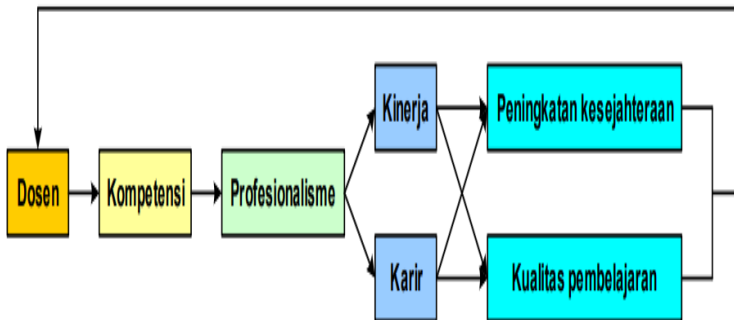 Dosen
Kompetensi
Profesionalisme
Kinerja
Karir
Peningkatan kesejahteraan
Kualitas pembelajaran